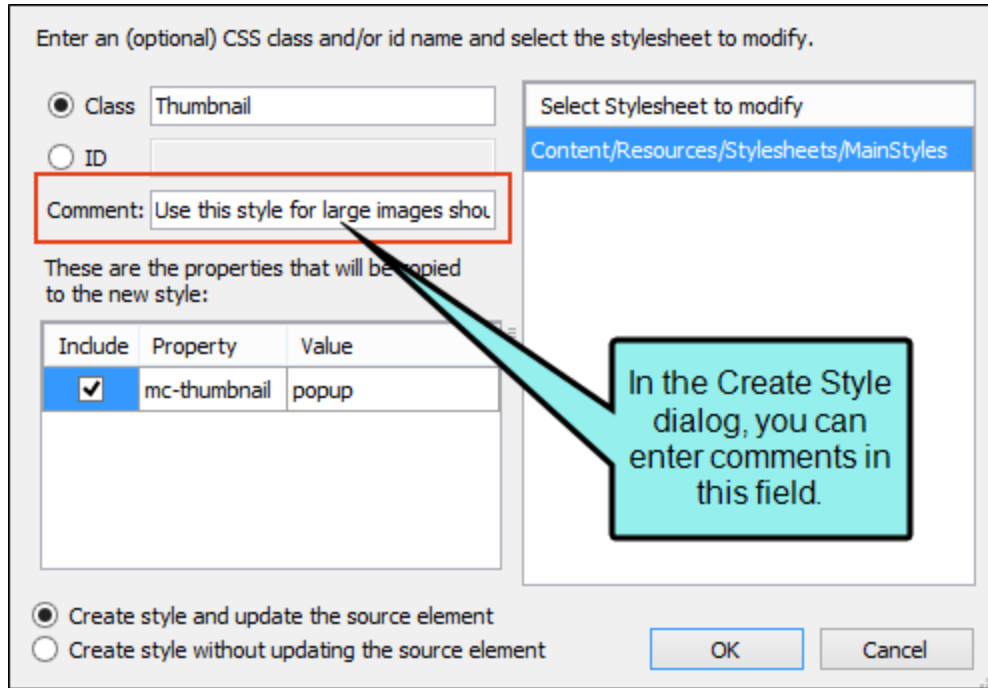 Enter an (optional) CSS class and/or id name and select the stylesheet to modify.
Class Thumbnail
ID
Comment: Use this style for large images shou
These are the properties that will be copied
to the new style:
Include Property Value
mc-thumbnail popup
Select Stylesheet to modify
Content/Resources/Stylesheets/MainStyles
In the Create Style
dialog, you can
enter comments in
this field.
Create style and update the source element
Create style without updating the source element
OK Cancel